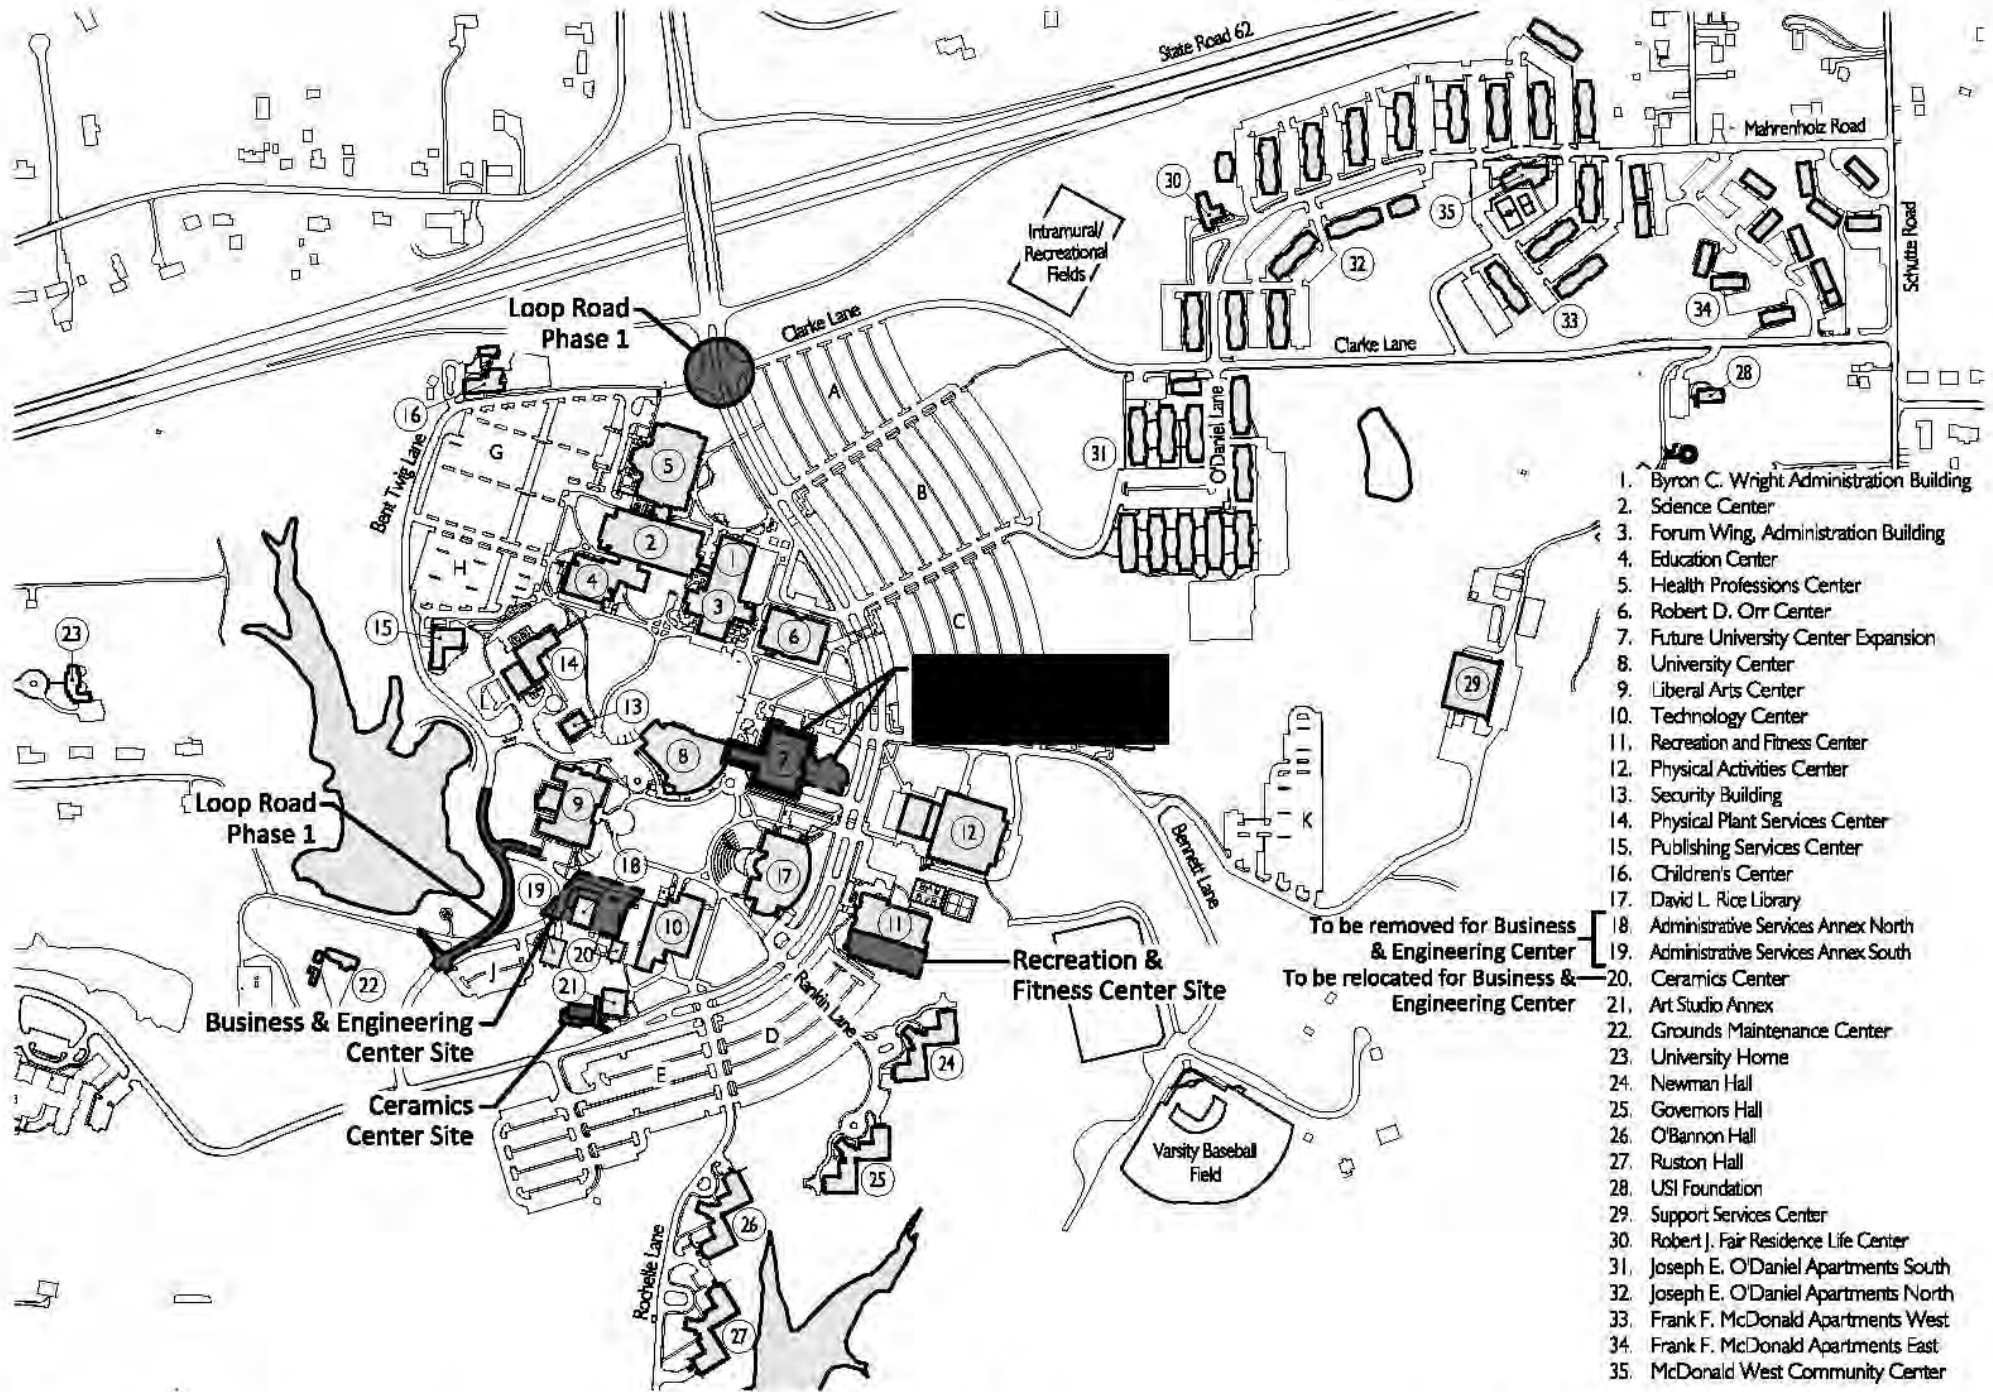 State Road 62
Mahrenholz Road
30
35
Intramural/
Recreational
Fields
32
Schutte Road
Loop Road
Phase 1
Clarke Lane
34
33
Clarke Lane
28
16
A
O'Daniel Lane
Bent Twig Lane
G
5
31
B
2
1
H
4
3
C
23
15
6
14
29
13
8
7
Loop Road
Phase 1
9
12
K
Bennett Lane
18
17
19
10
11
20
J
22
21
Recreation &
Fitness Center Site
Rankin Lane
Business & Engineering
Center Site
D
E
24
Ceramics
Center Site
Varsity Baseball
Field
25
26
Rochelle Lane
27
1. Byron C. Wright Administration Building
2. Science Center
3. Forum Wing, Administration Building
4. Education Center
5. Health Professions Center
6. Robert D. Orr Center
7. Future University Center Expansion
8. University Center
9. Liberal Arts Center
10. Technology Center
11. Recreation and Fitness Center
12. Physical Activities Center
13. Security Building
14. Physical Plant Services Center
15. Publishing Services Center
16. Children's Center
17. David L. Rice Library
To be removed for Business
& Engineering Center
18. Administrative Services Annex North
19. Administrative Services Annex South
To be relocated for Business &
Engineering Center
20. Ceramics Center
21. Art Studio Annex
22. Grounds Maintenance Center
23. University Home
24. Newman Hall
25. Governors Hall
26. O'Bannon Hall
27. Ruston Hall
28. USI Foundation
29. Support Services Center
30. Robert J. Fair Residence Life Center
31. Joseph E. O'Daniel Apartments South
32. Joseph E. O'Daniel Apartments North
33. Frank F. McDonald Apartments West
34. Frank F. McDonald Apartments East
35. McDonald West Community Center